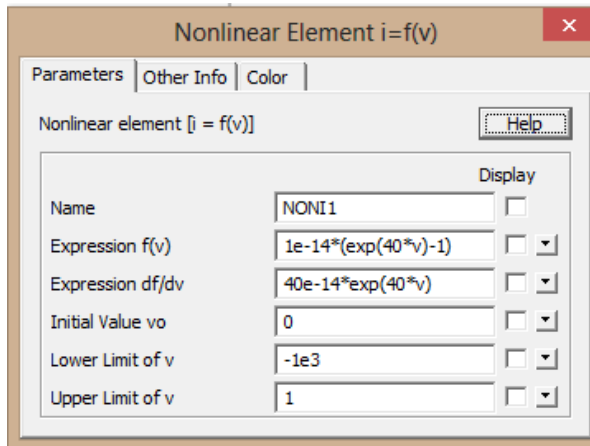 Nonlinear Element i=f(v)
×
Parameters Other Info Color
Nonlinear element [i = f(v)] Help
Display
Name NONI1
Expression f(v) 1e-14*(exp(40*v)-1)
Expression df/dv 40e-14*exp(40*v)
Initial Value vo 0
Lower Limit of v -1e3
Upper Limit of v 1